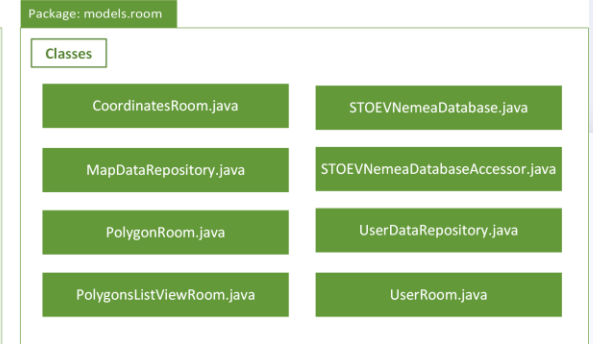 Package: models.room
Classes
CoordinatesRoom.java
STOEVNemeaDatabase.java
MapDataRepository.java
STOEVNemeaDatabaseAccessor.java
PolygonRoom.java
UserDataRepository.java
PolygonsListViewRoom.java
UserRoom.java